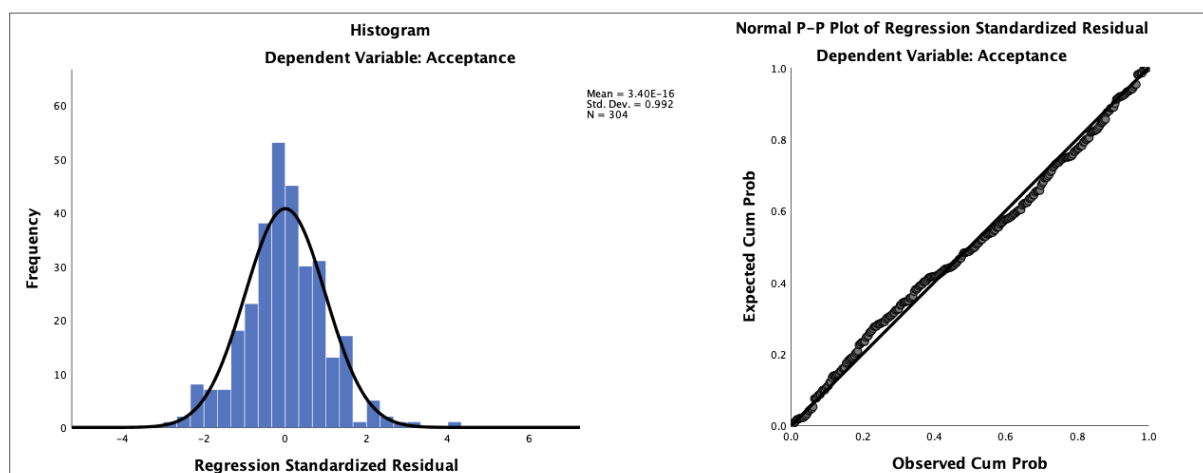 Histogram
Dependent Variable: Acceptance
Mean = 3.40E-16
Std. Dev. = 0.992
N = 304
Frequency
60
50
40
30
20
10
0
-4
-2
0
2
4
6
Regression Standardized Residual
Normal P-P Plot of Regression Standardized Residual
Dependent Variable: Acceptance
Expected Cum Prob
1.0
0.8
0.6
0.4
0.2
0.0
0.0
0.2
0.4
0.6
0.8
1.0
Observed Cum Prob